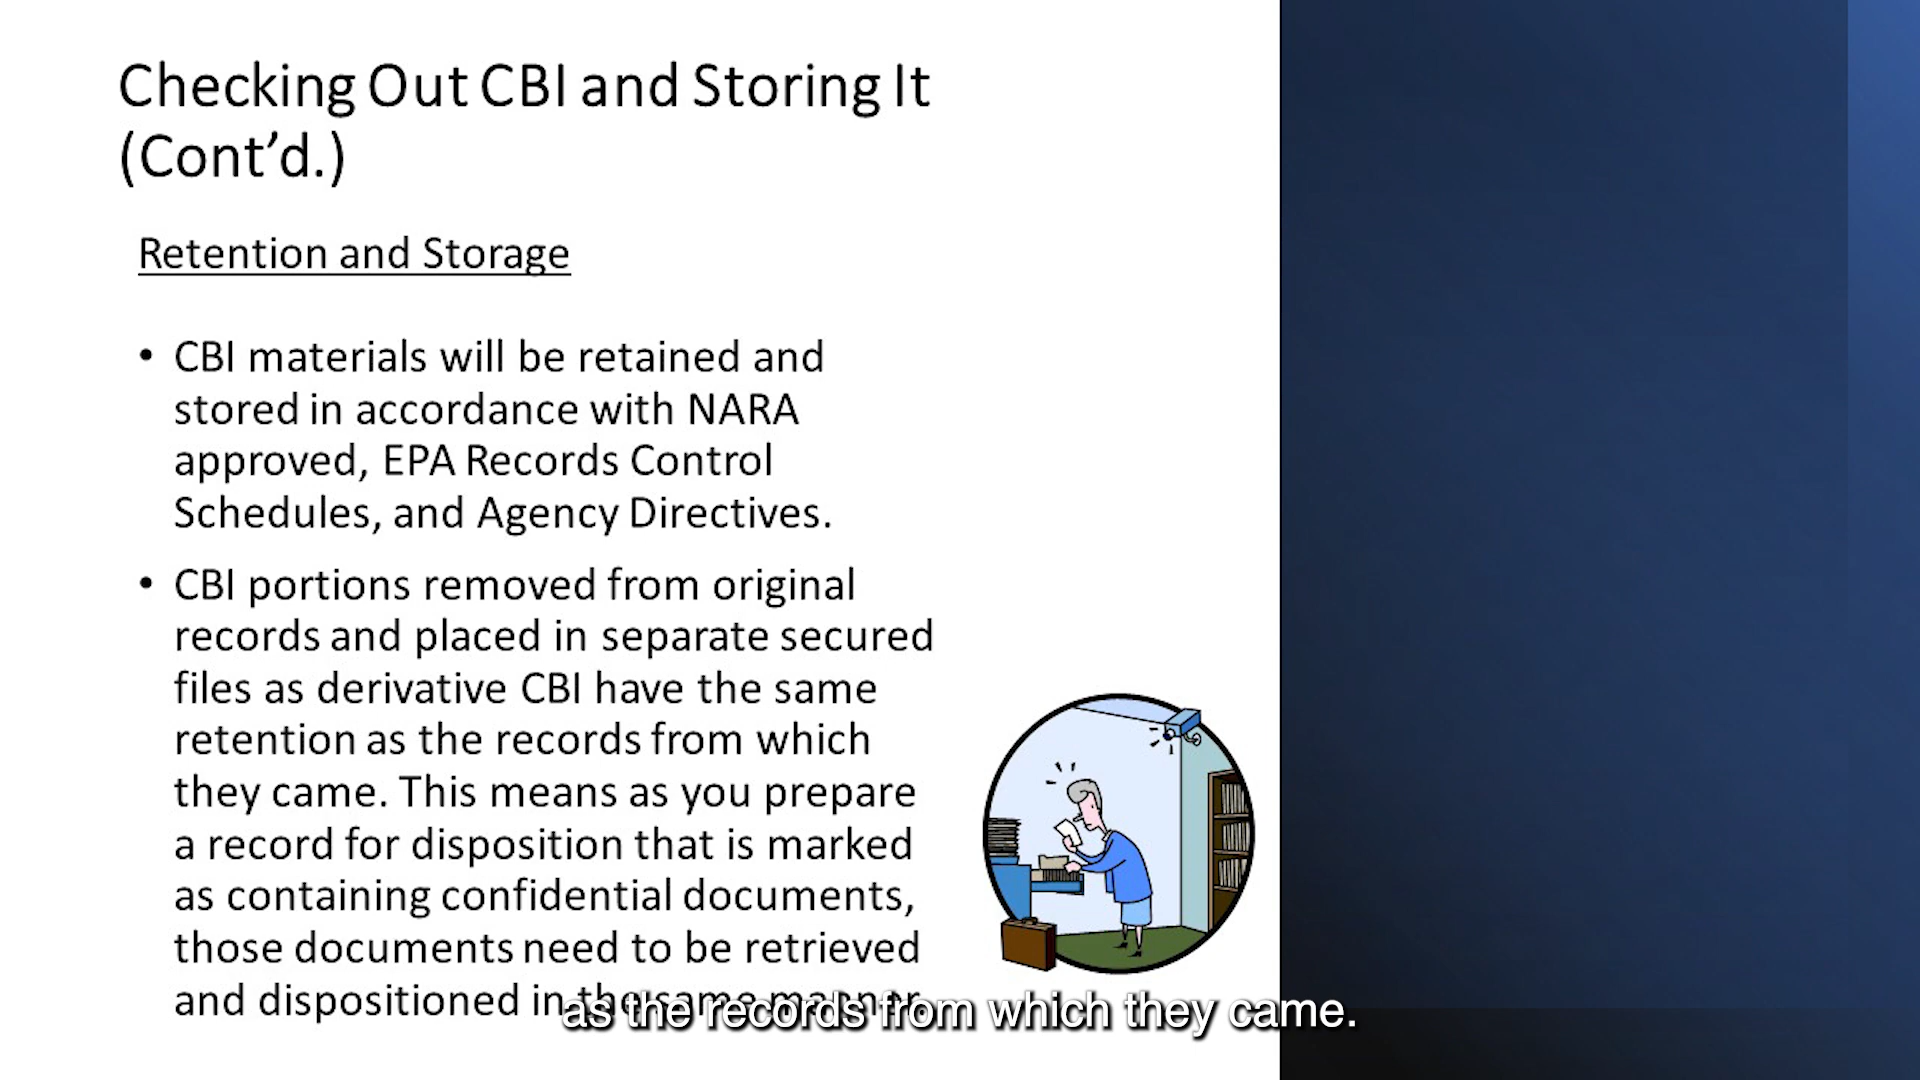 Checking Out CBI and Storing It
(Cont’d.)
Retention and Storage
• CBI materials will be retained and
stored in accordance with NARA
approved, EPA Records Control
Schedules, and Agency Directives.
• CBI portions removed from original
records and placed in separate secured
files as derivative CBI have the same
retention as the records from which
they came. This means as you prepare
a record for disposition that is marked
as containing confidential documents,
those documents need to be retrieved
and dispositioned in the same manner.
as the records from which they came.